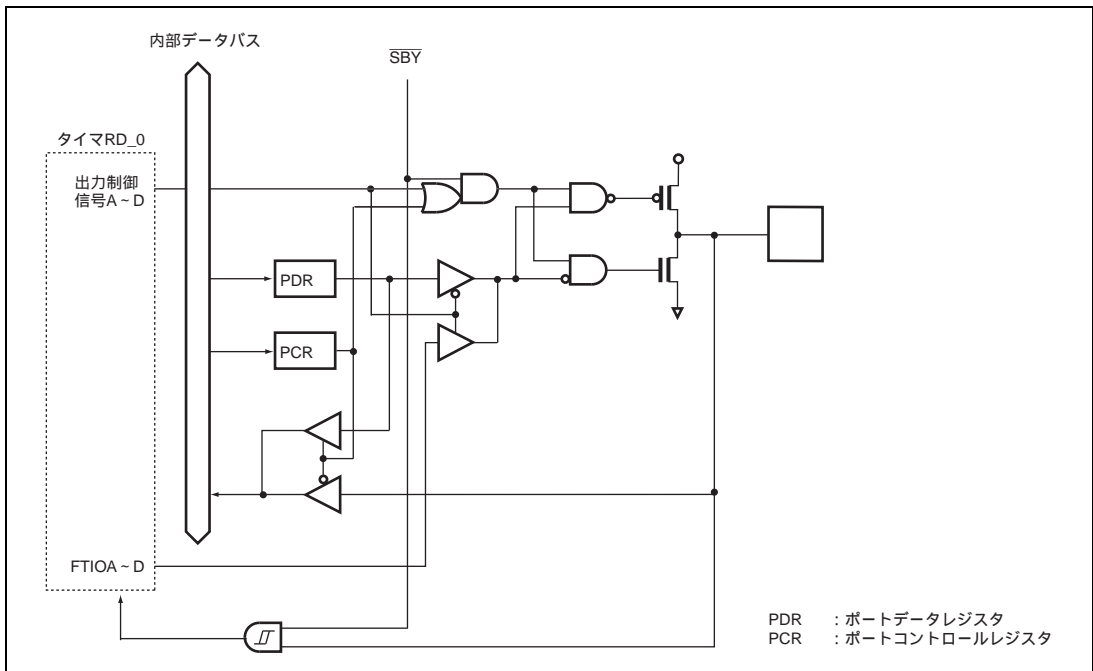 内部データバス
S̅B̅Y̅
タイマRD_0
出力制御
信号A~D
PDR
PCR
FTIOA~D
PDR :ポートデータレジスタ
PCR :ポートコントロールレジスタ